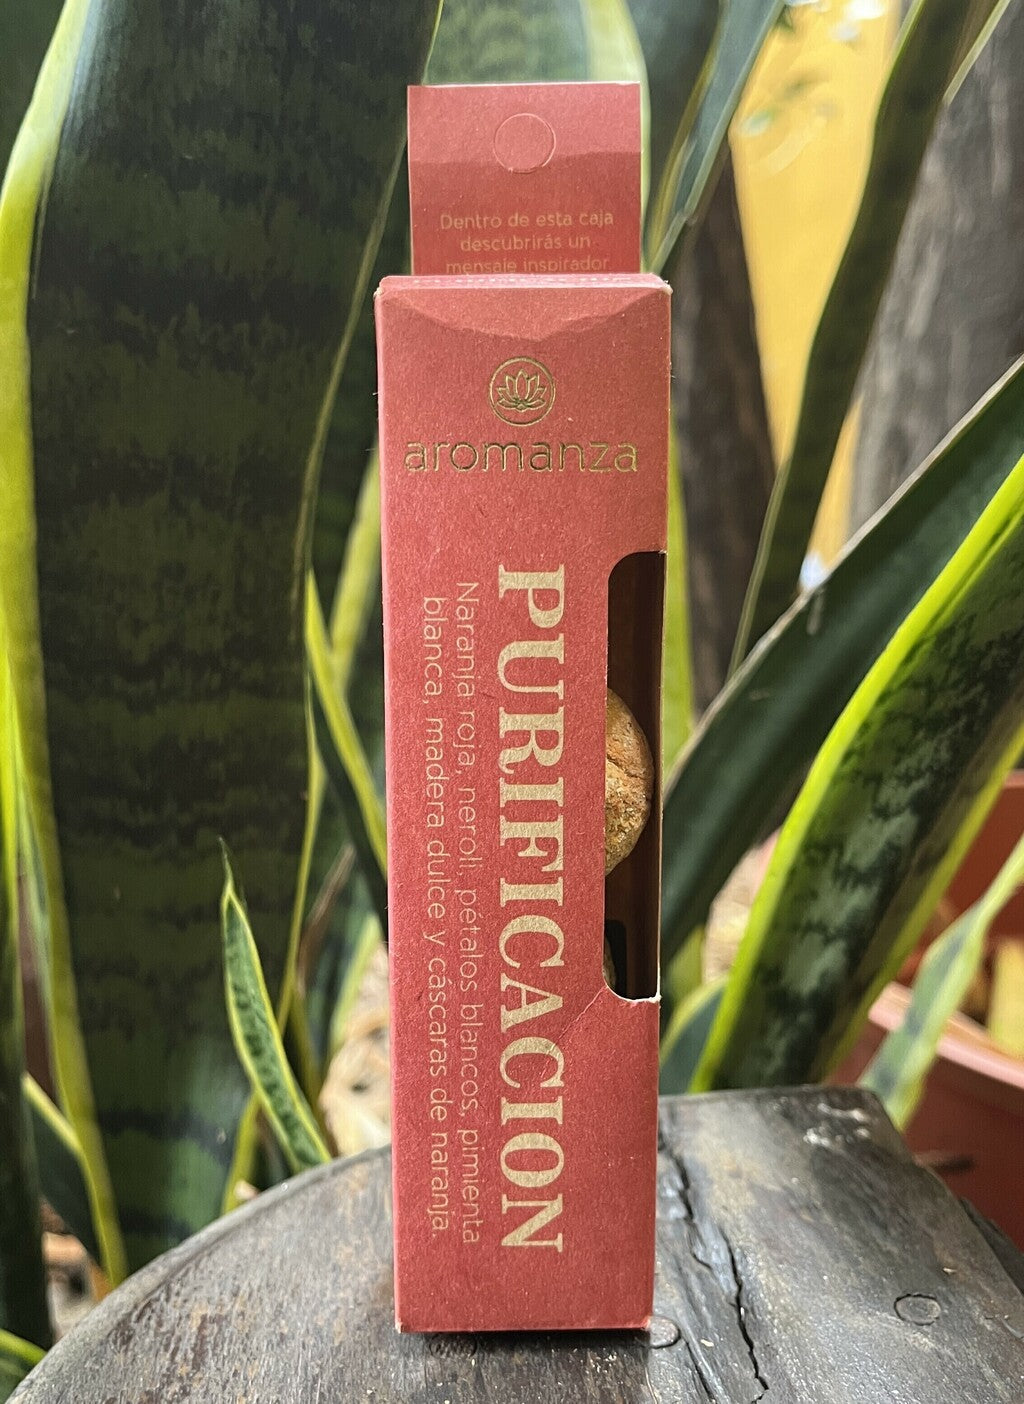 Dentro de esta caja
descubrirás un
mensaje inspirador
aromanza
PURIFICACION
Naranja roja, neroli, pétalos blancos, pimienta
blanca, madera dulce y cáscaras de naranja.